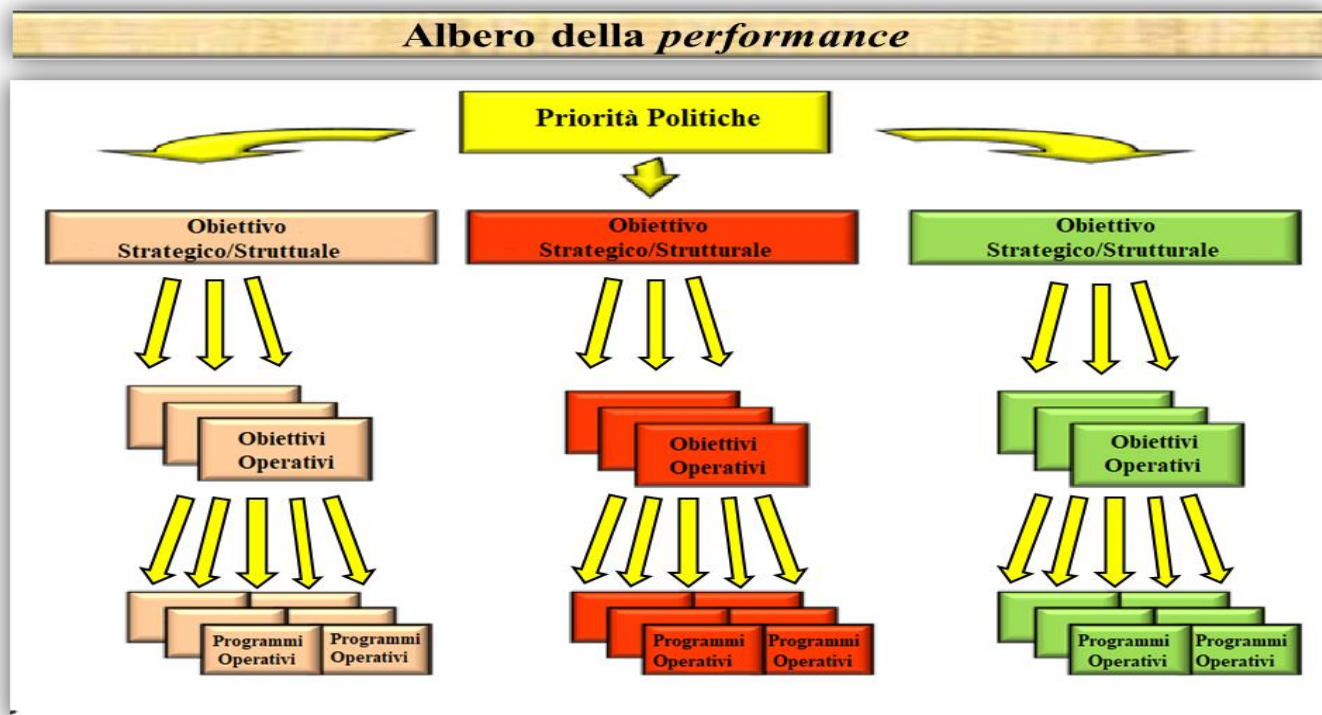 Albero della performance
Priorità Politiche
Obiettivo
Strategico/Struttuale
Obiettivo
Strategico/Strutturale
Obiettivo
Strategico/Strutturale
Obiettivi
Operativi
Obiettivi
Operativi
Obiettivi
Operativi
Programmi
Operativi
Programmi
Operativi
Programmi
Operativi
Programmi
Operativi
Programmi
Operativi
Programmi
Operativi